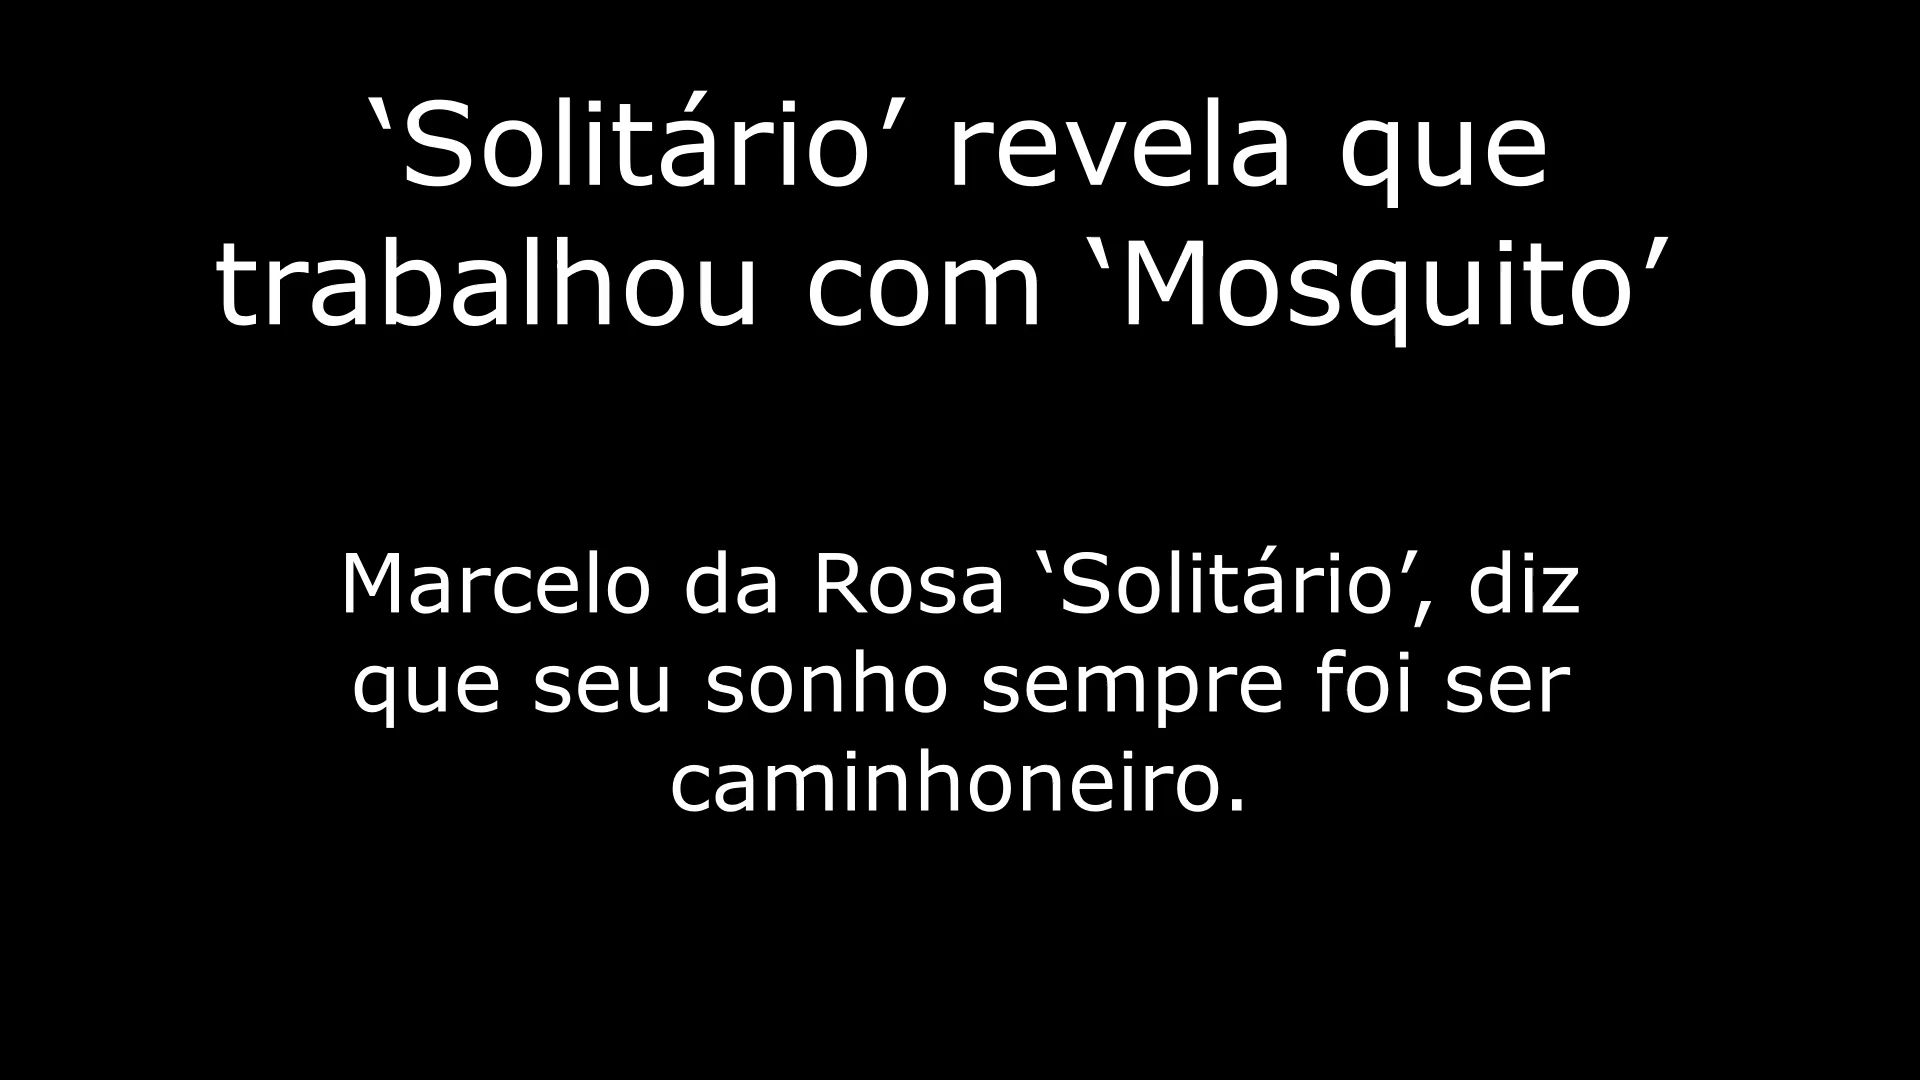 ‘Solitário’ revela que
trabalhou com ‘Mosquito’
Marcelo da Rosa ‘Solitário’, diz
que seu sonho sempre foi ser
caminhoneiro.